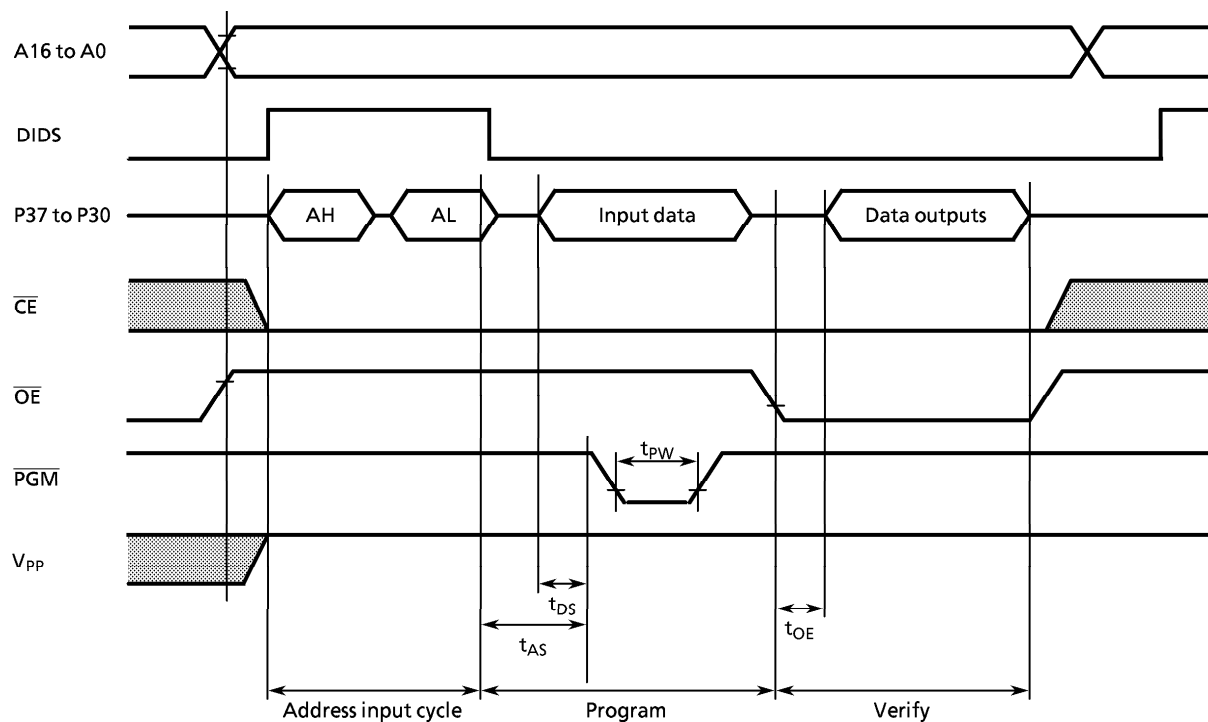 A16 to A0
DIDS
P37 to P30
AH
AL
Input data
Data outputs
CE
OE
PGM
tPW
VPP
tDS
tAS
tOE
Address input cycle
Program
Verify